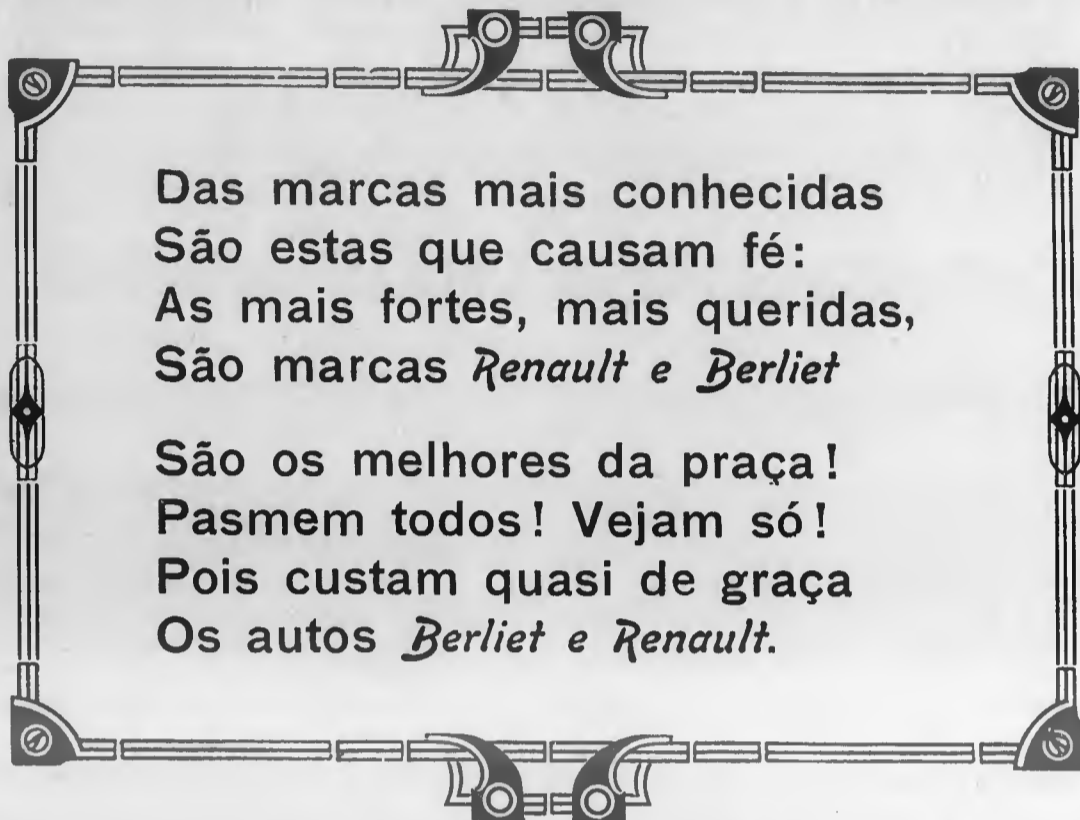 Das marcas mais conhecidas
São estas que causam fé:
As mais fortes, mais queridas,
São marcas Renault e Berliet
São os melhores da praça!
Pasmem todos! Vejam só!
Pois custam quasi de graça
Os autos Berliet e Renault.